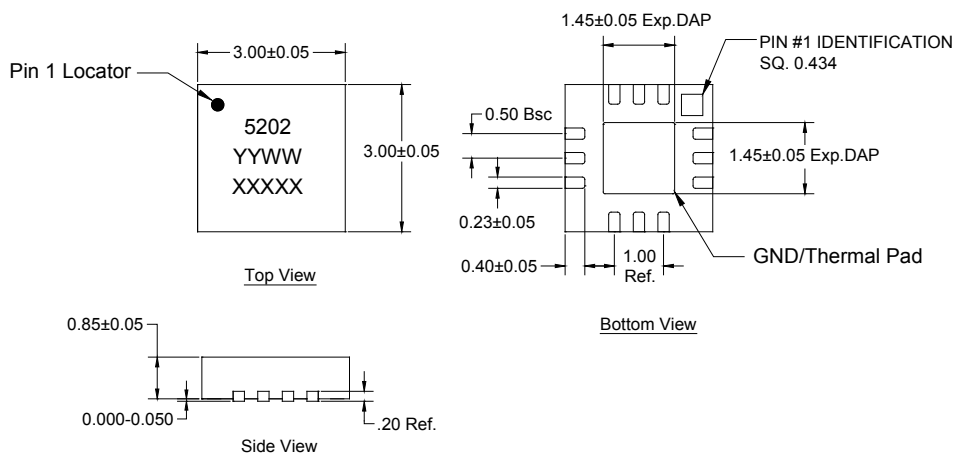 1.45±0.05 Exp.DAP
3.00±0.05
PIN #1 IDENTIFICATION
SQ. 0.434
Pin 1 Locator
5202
YYWW
XXXXX
3.00±0.05
0.50 Bsc
1.45±0.05 Exp.DAP
0.23±0.05
0.40±0.05
1.00
Ref.
GND/Thermal Pad
Top View
Bottom View
0.85±0.05
0.000-0.050
.20 Ref.
Side View